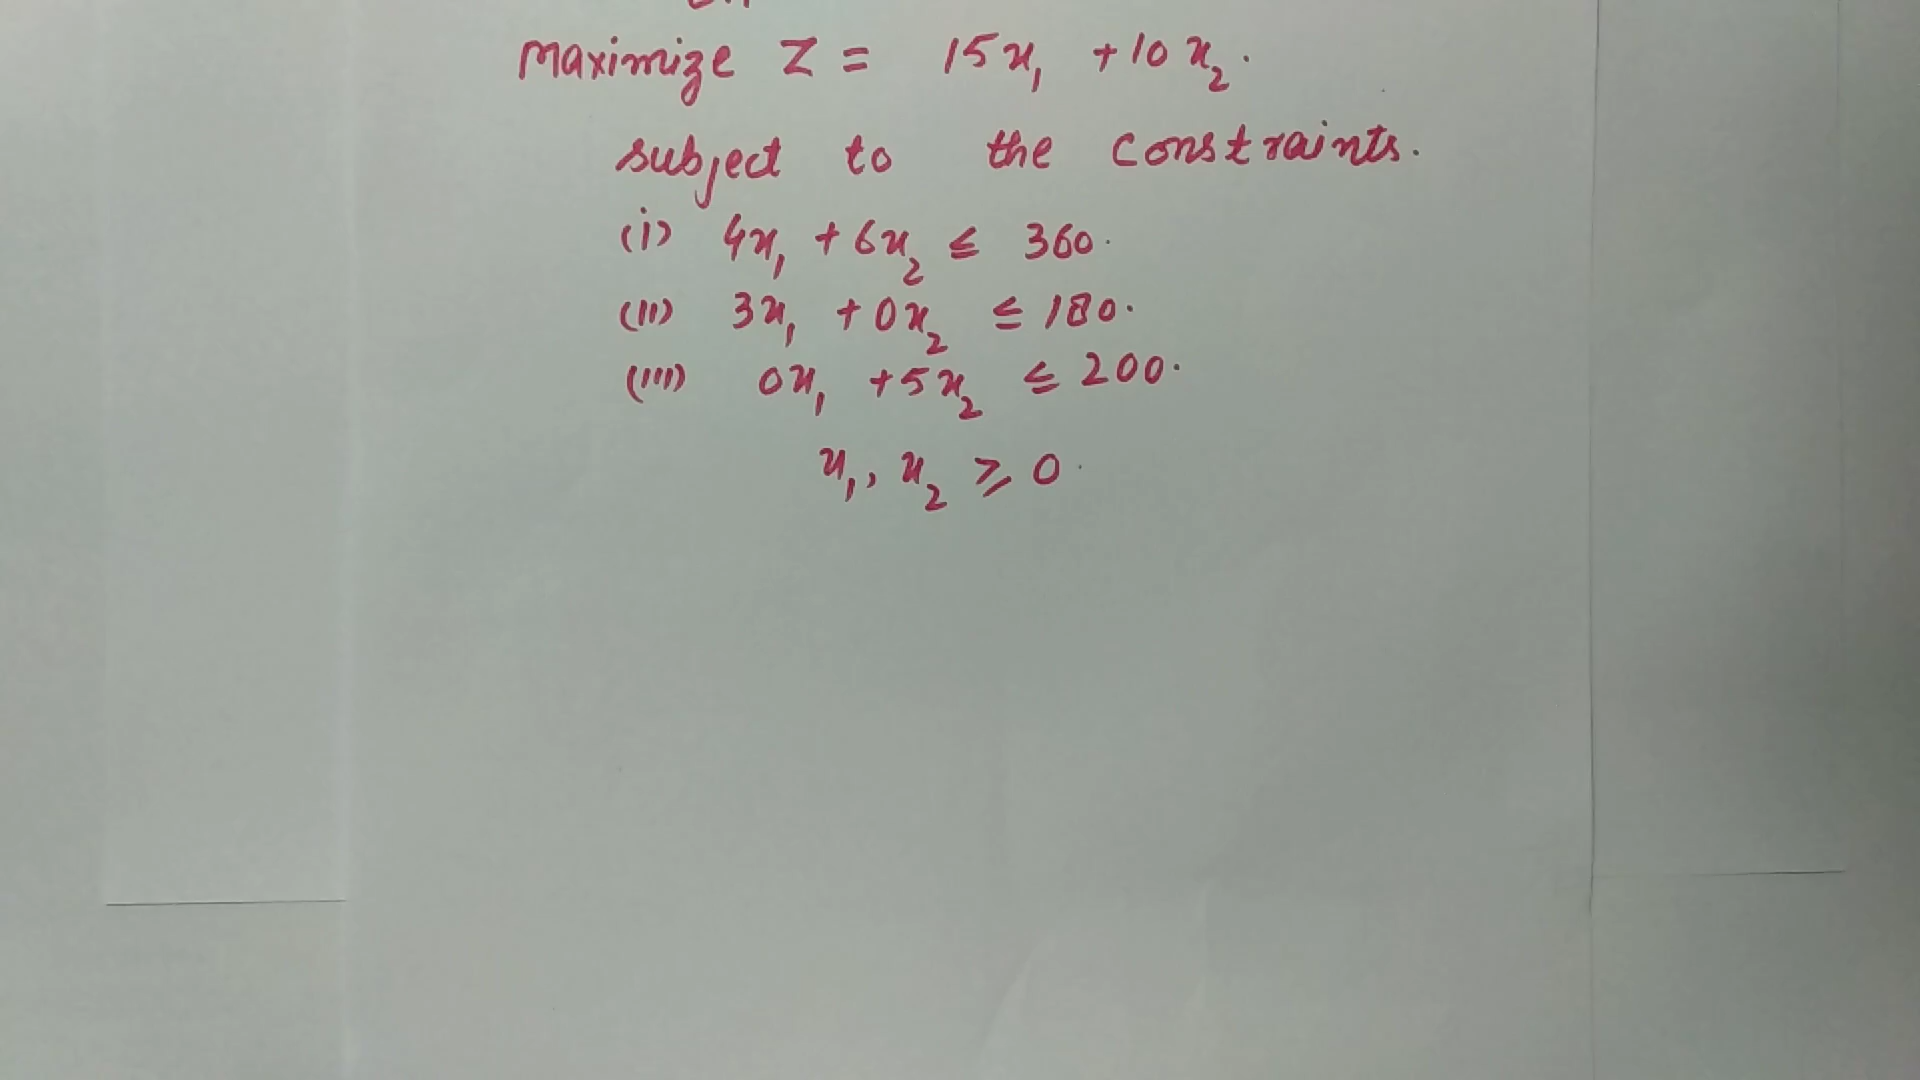 Maximize Z = 15x₁ + 10x₂.
subject to the constraints.
(i) 4x₁ + 6x₂ ≤ 360.
(ii) 3x₁ + 0x₂ ≤ 180.
(iii) 0x₁ + 5x₂ ≤ 200.
x₁, x₂ ≥ 0.